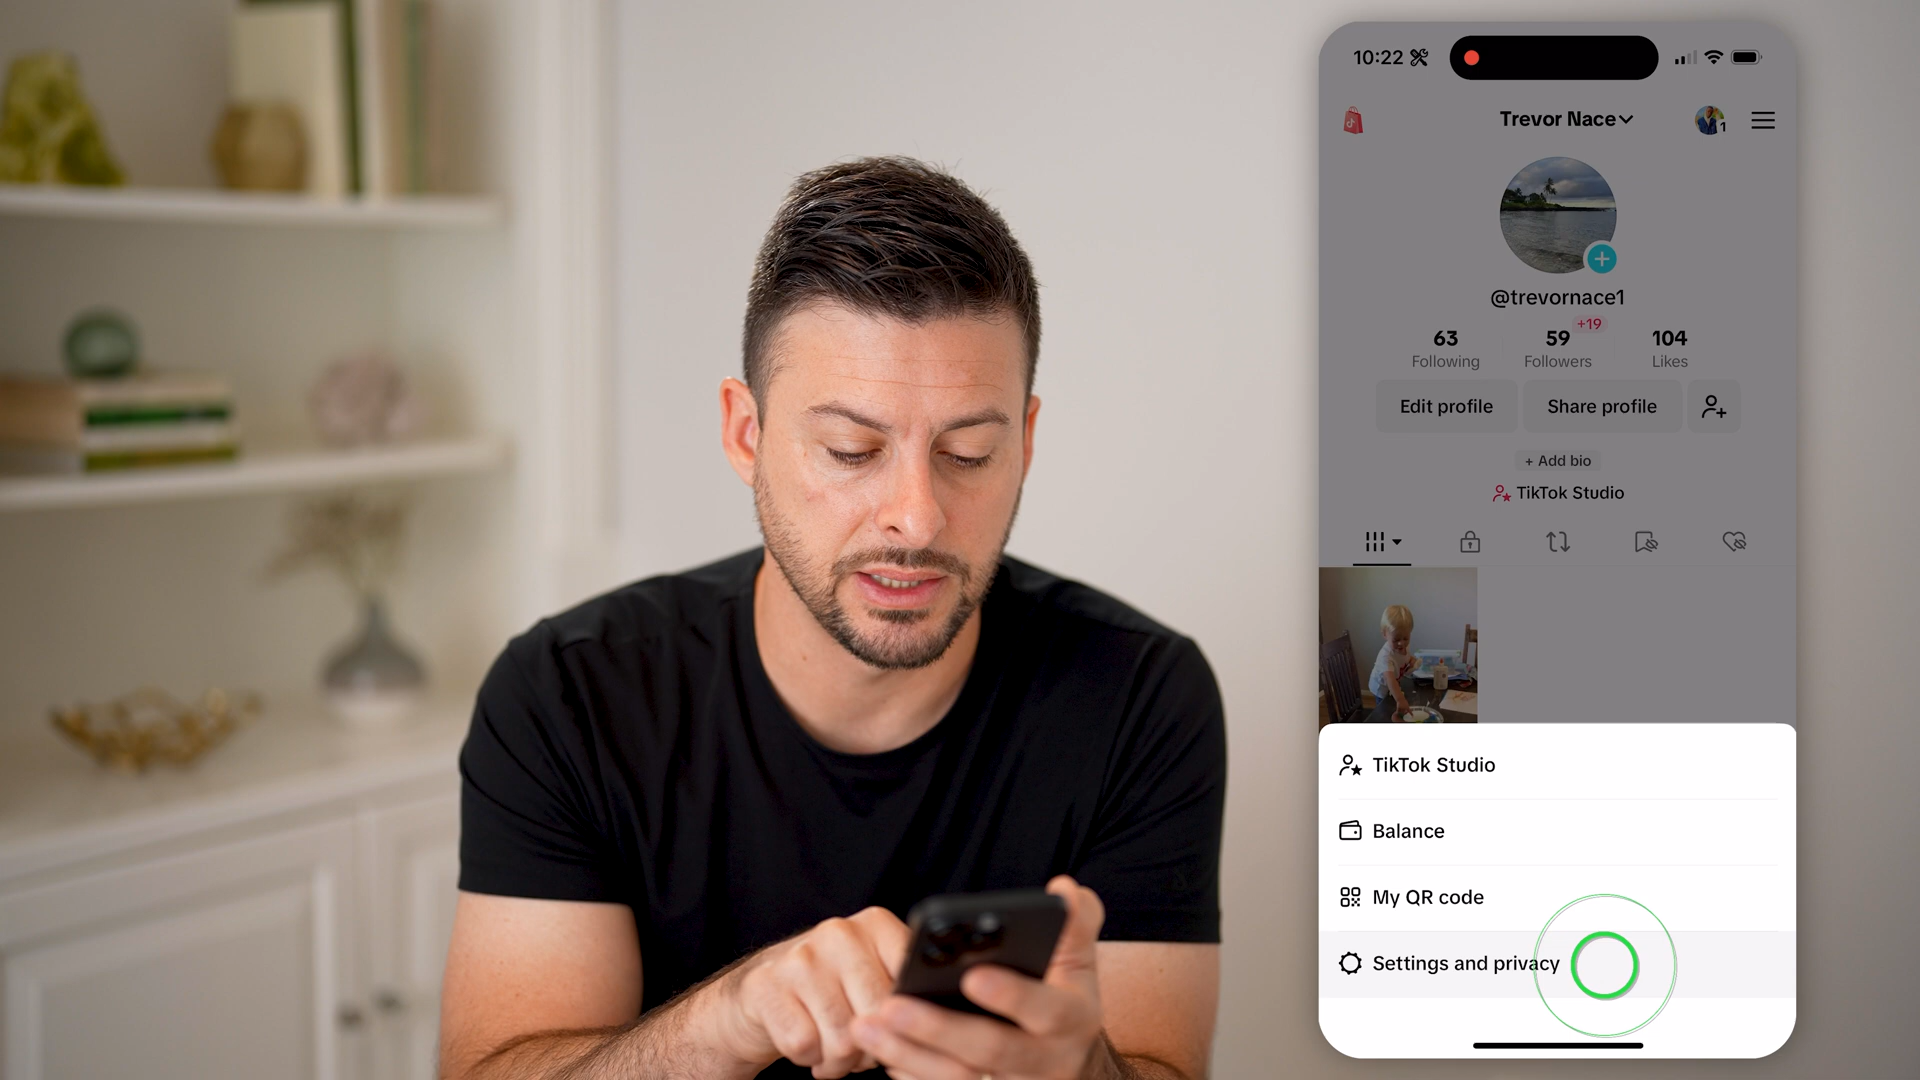 10:22
Trevor Nace
1
@trevornace1
+19
63 59 104
Following Followers Likes
Edit profile Share profile
+ Add bio
TikTok Studio
TikTok Studio
Balance
My QR code
Settings and privacy